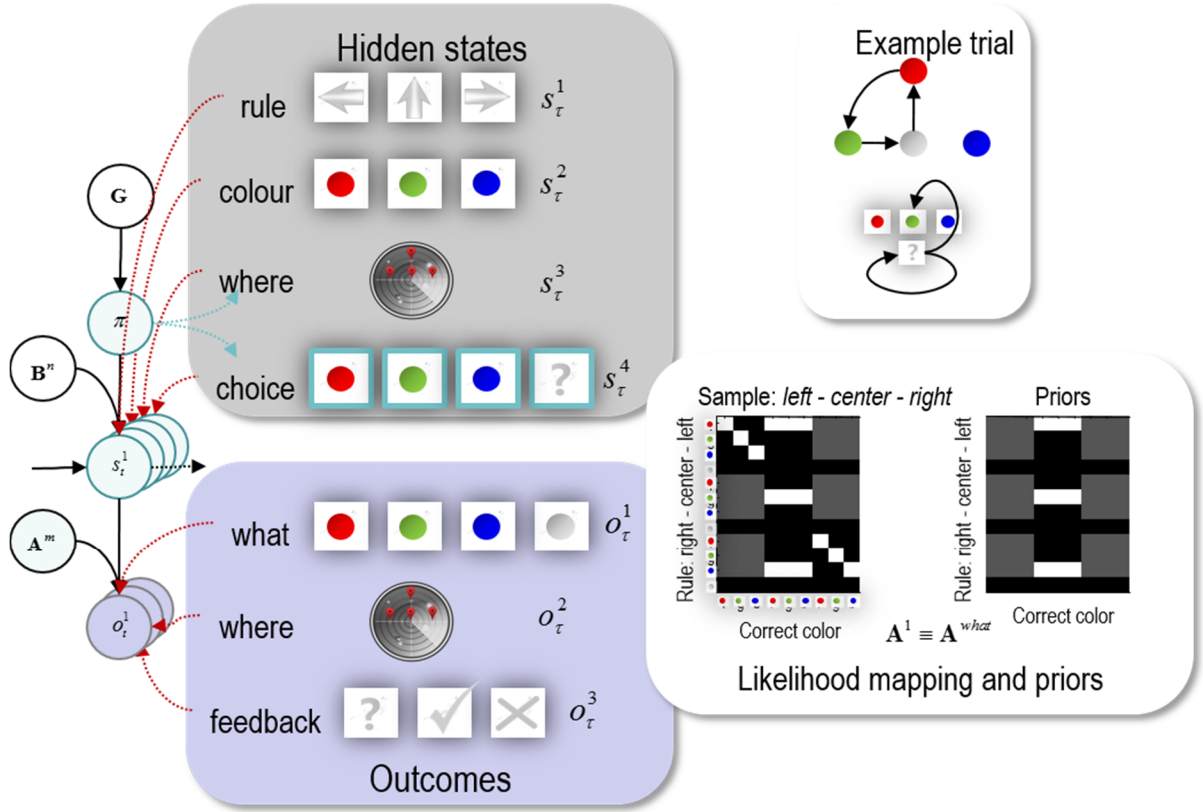 Hidden states
rule
s_τ^1
colour
s_τ^2
where
s_τ^3
choice
?
s_τ^4
G
π
B^n
s_t^1
A^m
o_t^1
what
o_τ^1
where
o_τ^2
feedback
?
o_τ^3
Outcomes
Example trial
?
Sample: left - center - right
Priors
Rule: right - center - left
Rule: right - center - left
Correct color
Correct color
A^1 ≡ A^what
Likelihood mapping and priors